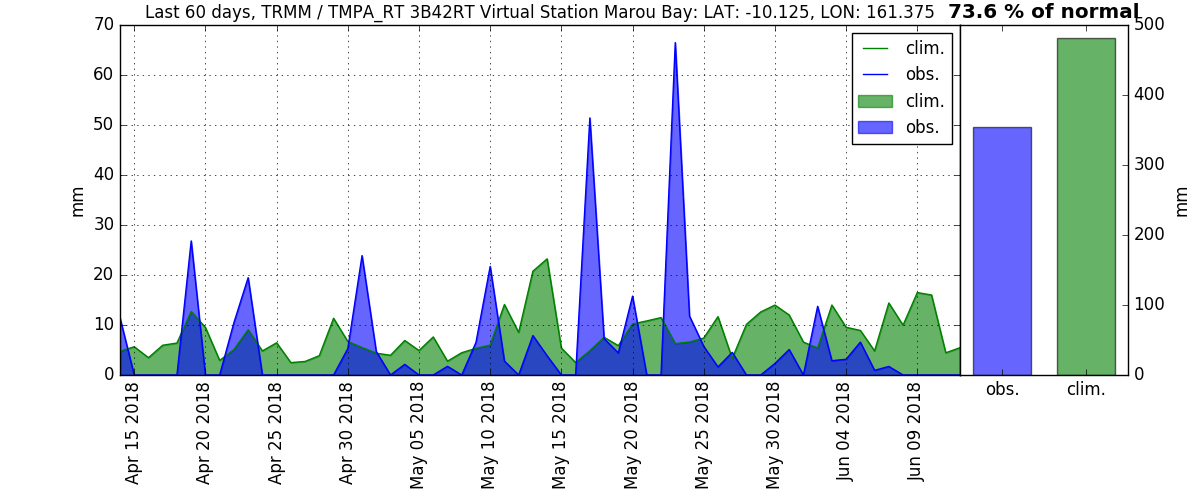 Last 60 days, TRMM / TMPA_RT 3B42RT Virtual Station Marou Bay: LAT: -10.125, LON: 161.375
73.6 % of normal
70
60
50
40
30
20
10
0
mm
clim.
obs.
clim.
obs.
500
400
300
200
100
0
mm
Apr 15 2018
Apr 20 2018
Apr 25 2018
Apr 30 2018
May 05 2018
May 10 2018
May 15 2018
May 20 2018
May 25 2018
May 30 2018
Jun 04 2018
Jun 09 2018
obs.
clim.